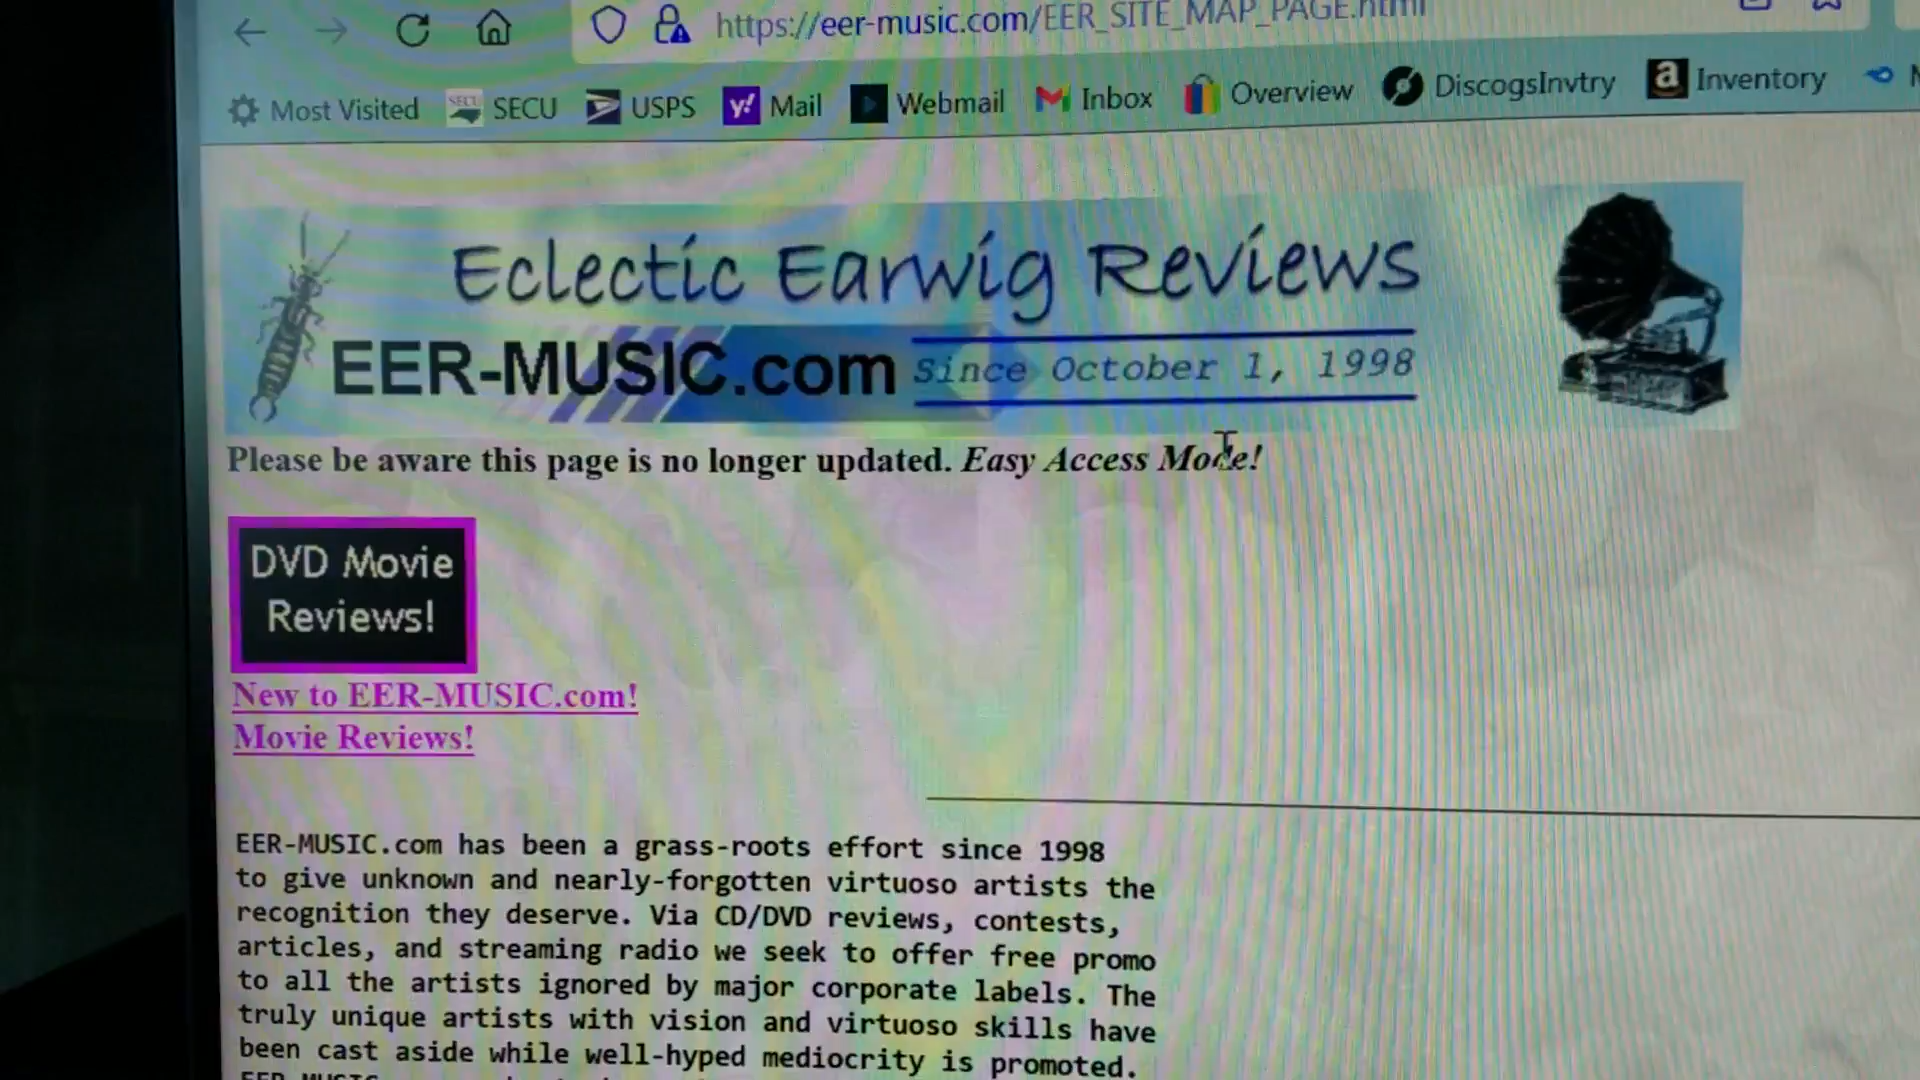 https://eer-music.com/EER_SITE_MAP_PAGE.html
Most Visited SECU SECU USPS y! Mail Webmail Inbox Overview DiscogsInvtry a Inventory
Eclectic Earwig Reviews
EER-MUSIC.com Since October 1, 1998
Please be aware this page is no longer updated. Easy Access Mode!
DVD Movie
Reviews!
New to EER-MUSIC.com!
Movie Reviews!
EER-MUSIC.com has been a grass-roots effort since 1998
to give unknown and nearly-forgotten virtuoso artists the
recognition they deserve. Via CD/DVD reviews, contests,
articles, and streaming radio we seek to offer free promo
to all the artists ignored by major corporate labels. The
truly unique artists with vision and virtuoso skills have
been cast aside while well-hyped mediocrity is promoted.